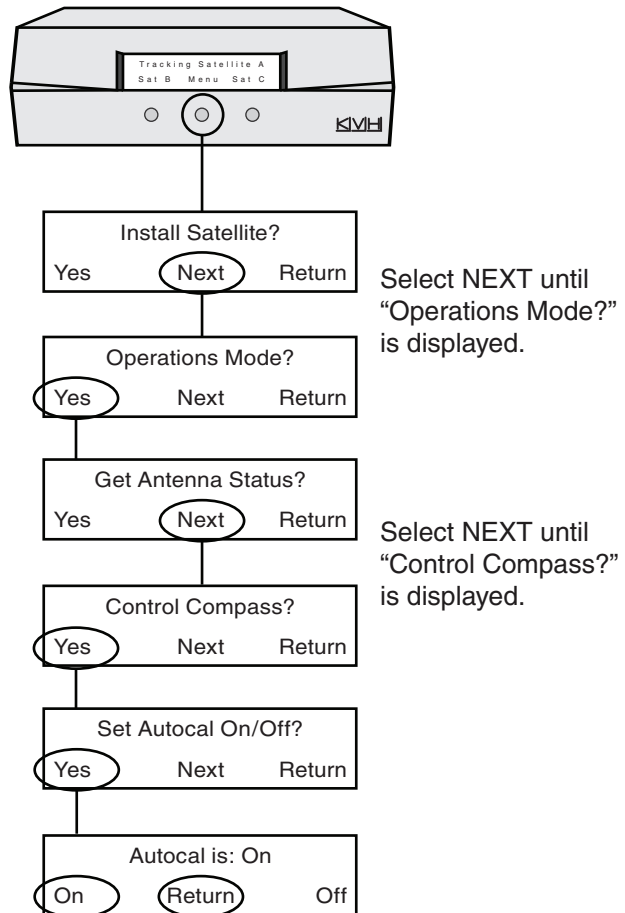 Tracking Satellite A
Sat B Menu Sat C
KVH
Install Satellite?
Yes Next Return
Select NEXT until
“Operations Mode?”
is displayed.
Operations Mode?
Yes Next Return
Get Antenna Status?
Yes Next Return
Select NEXT until
“Control Compass?”
is displayed.
Control Compass?
Yes Next Return
Set Autocal On/Off?
Yes Next Return
Autocal is: On
On Return Off